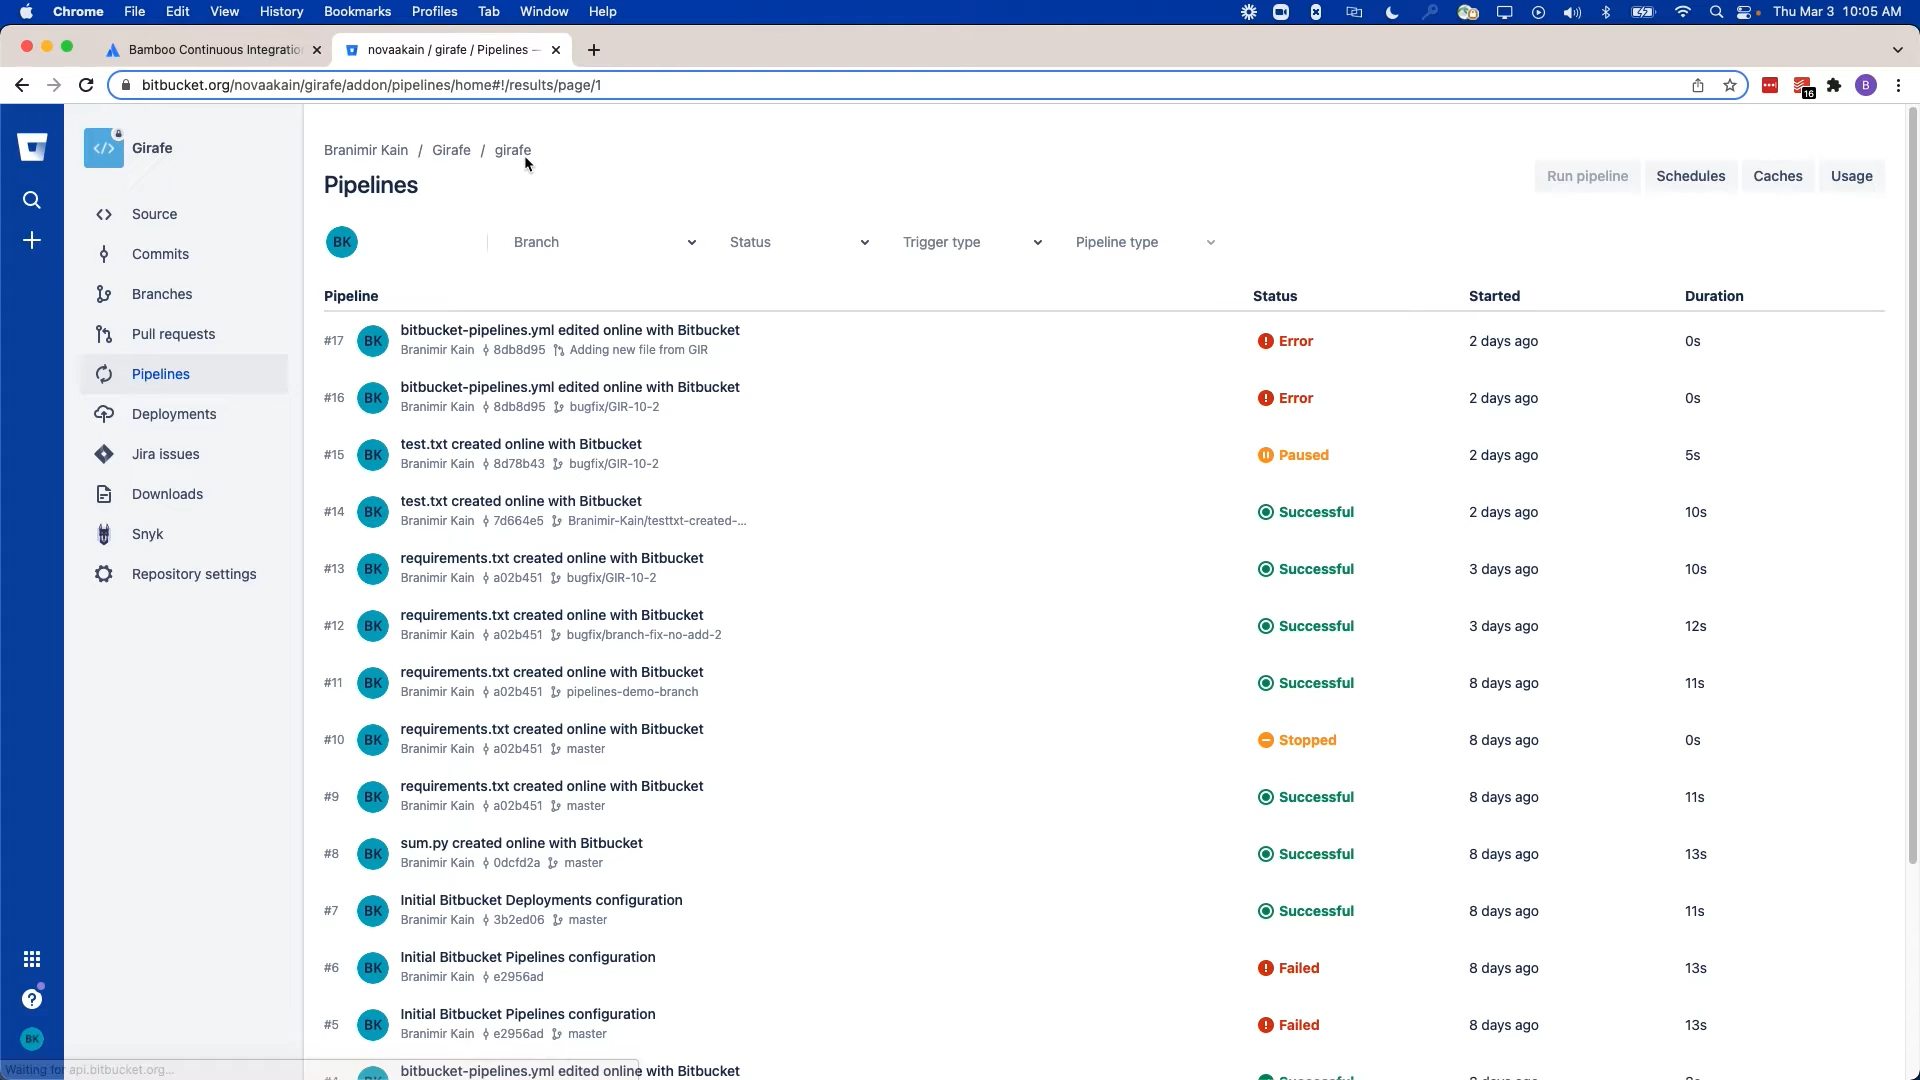 Chrome File Edit View History Bookmarks Profiles Tab Window Help Thu Mar 3 10:05 AM
Bamboo Continuous Integration novaakain / girafe / Pipelines —
bitbucket.org/novaakain/girafe/addon/pipelines/home#!/results/page/1
16
B
Girafe
Source
Commits
Branches
Pull requests
Pipelines
Deployments
Jira issues
Downloads
Snyk
Repository settings
BK
Waiting for api.bitbucket.org...
Branimir Kain / Girafe / girafe
Pipelines
Run pipeline Schedules Caches Usage
BK Branch Status Trigger type Pipeline type
Pipeline Status Started Duration
#17 BK bitbucket-pipelines.yml edited online with Bitbucket Error 2 days ago 0s
Branimir Kain 8db8d95 Adding new file from GIR
#16 BK bitbucket-pipelines.yml edited online with Bitbucket Error 2 days ago 0s
Branimir Kain 8db8d95 bugfix/GIR-10-2
#15 BK test.txt created online with Bitbucket Paused 2 days ago 5s
Branimir Kain 8d78b43 bugfix/GIR-10-2
#14 BK test.txt created online with Bitbucket Successful 2 days ago 10s
Branimir Kain 7d664e5 Branimir-Kain/testtxt-created-...
#13 BK requirements.txt created online with Bitbucket Successful 3 days ago 10s
Branimir Kain a02b451 bugfix/GIR-10-2
#12 BK requirements.txt created online with Bitbucket Successful 3 days ago 12s
Branimir Kain a02b451 bugfix/branch-fix-no-add-2
#11 BK requirements.txt created online with Bitbucket Successful 8 days ago 11s
Branimir Kain a02b451 pipelines-demo-branch
#10 BK requirements.txt created online with Bitbucket Stopped 8 days ago 0s
Branimir Kain a02b451 master
#9 BK requirements.txt created online with Bitbucket Successful 8 days ago 11s
Branimir Kain a02b451 master
#8 BK sum.py created online with Bitbucket Successful 8 days ago 13s
Branimir Kain 0dcfd2a master
#7 BK Initial Bitbucket Deployments configuration Successful 8 days ago 11s
Branimir Kain 3b2ed06 master
#6 BK Initial Bitbucket Pipelines configuration Failed 8 days ago 13s
Branimir Kain e2956ad
#5 BK Initial Bitbucket Pipelines configuration Failed 8 days ago 13s
Branimir Kain e2956ad master
bitbucket-pipelines.yml edited online with Bitbucket